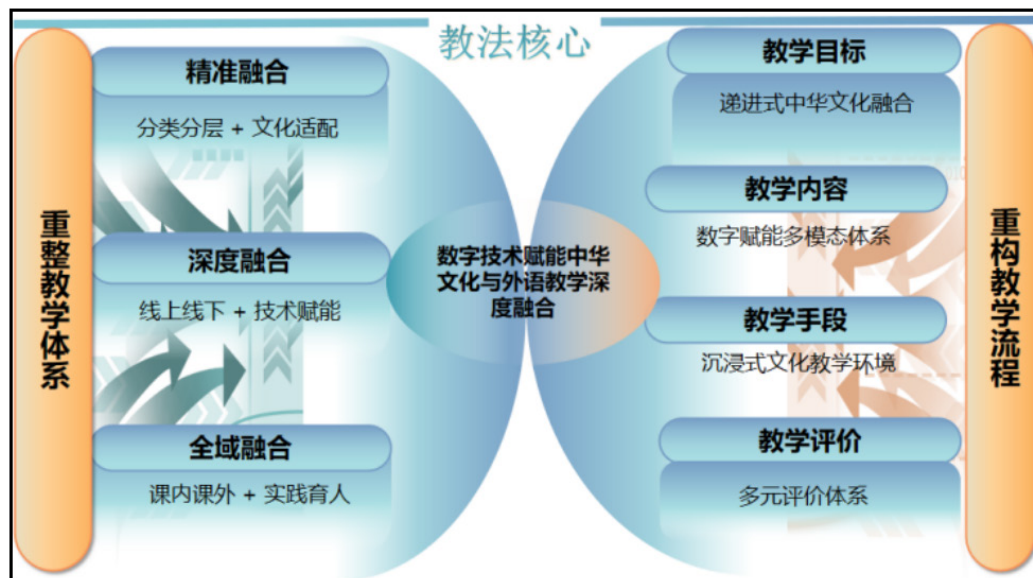 教法核心
重整教学体系
精准融合
分类分层 + 文化适配
深度融合
线上线下 + 技术赋能
全域融合
课内课外 + 实践育人
数字技术赋能中华
文化与外语教学深
度融合
教学目标
递进式中华文化融合
教学内容
数字赋能多模态体系
教学手段
沉浸式文化教学环境
教学评价
多元评价体系
重构教学流程